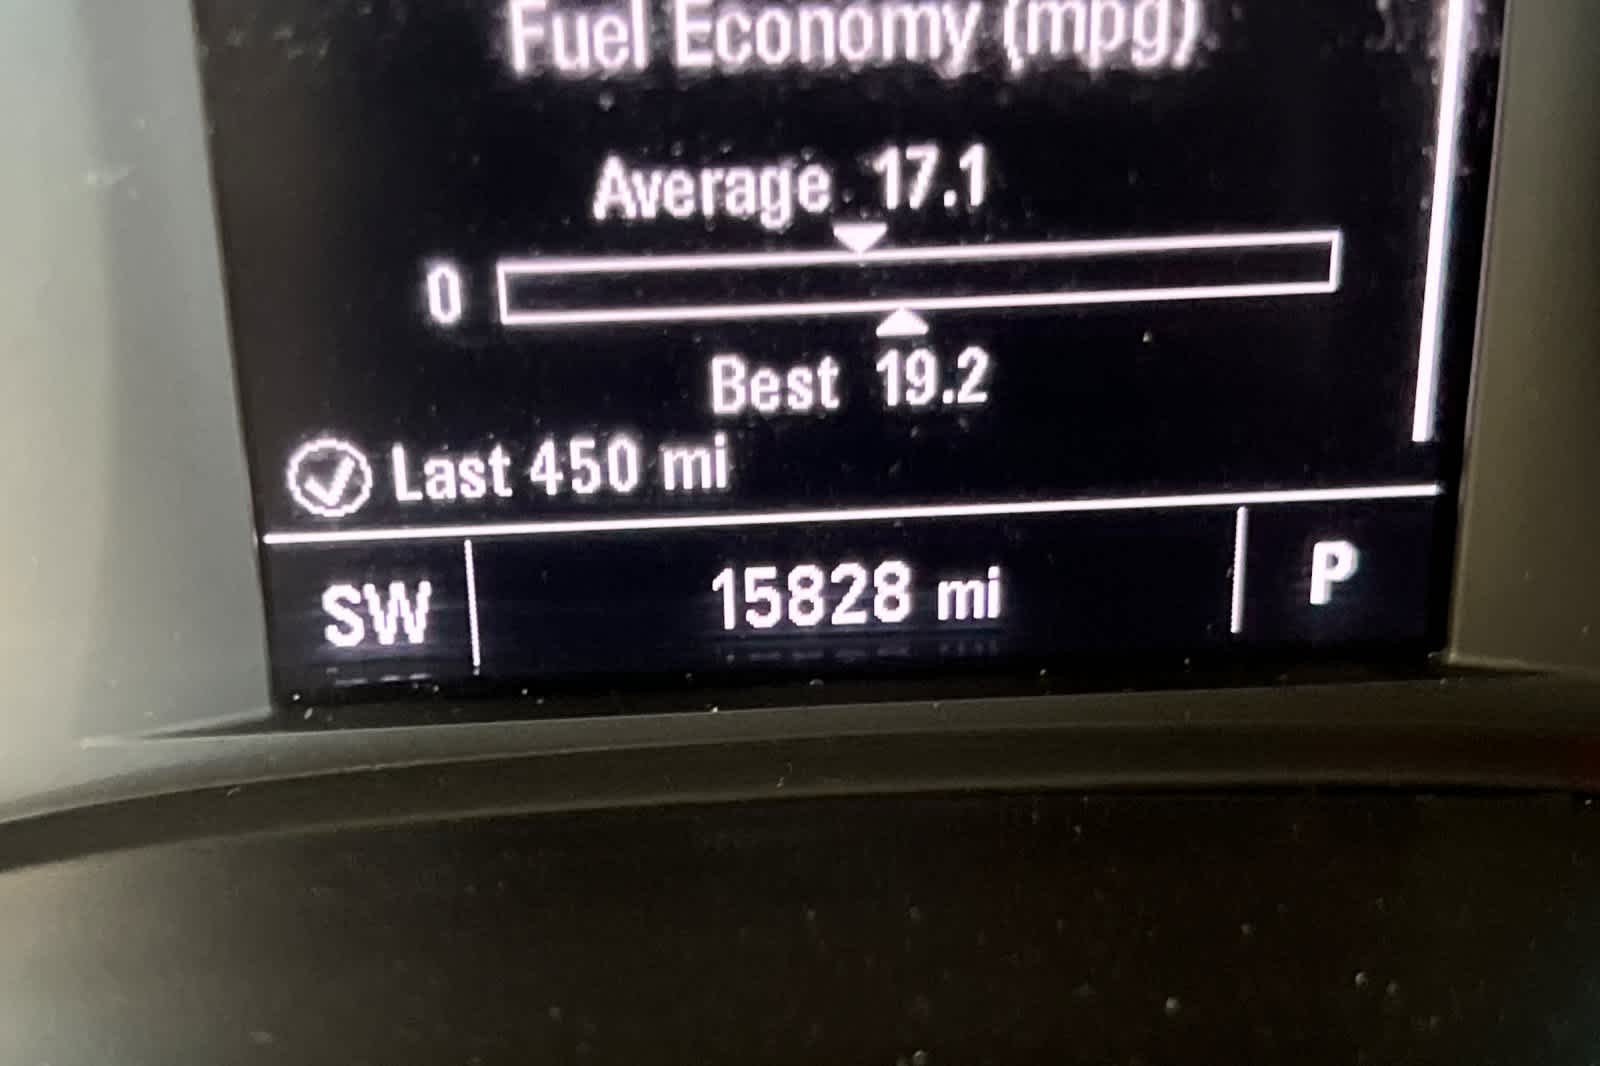 Fuel Economy (mpg)
Average 17.1
0
Best 19.2
Last 450 mi
SW 15828 mi P